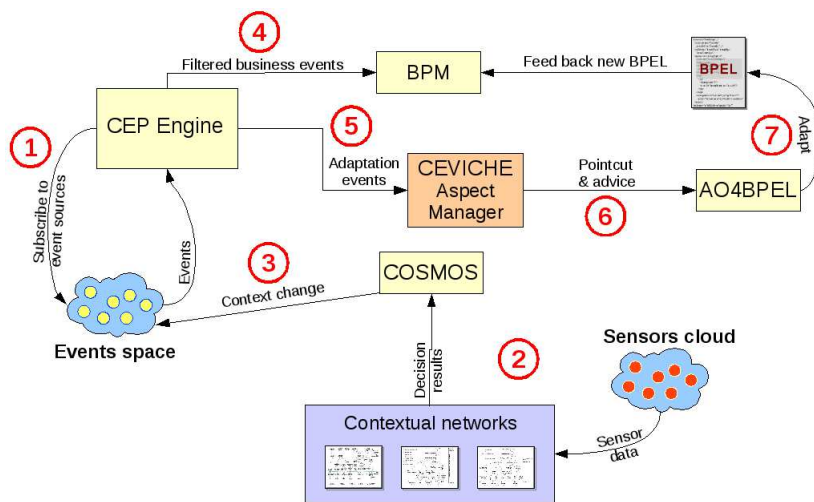 4
Filtered business events
BPM
Feed back new BPEL
BPEL
CEP Engine
1
Subscribe to
event sources
5
Adaptation
events
CEVICHE
Aspect
Manager
Pointcut
& advice
6
AO4BPEL
7
Adapt
Events
3
Context change
COSMOS
Events space
Decision
results
2
Sensors cloud
Contextual networks
Sensor
data